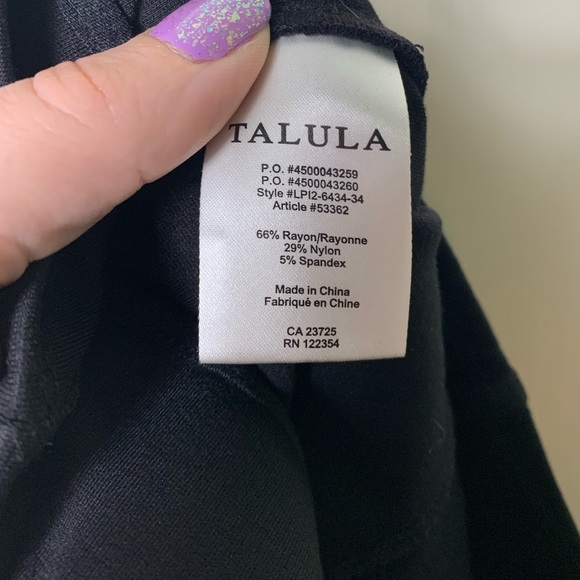 TALULA
P.O. #4500043259
P.O. #4500043260
Style #LPI2-6434-34
Article #53362
66% Rayon/Rayonne
29% Nylon
5% Spandex
Made in China
Fabriqué en Chine
CA 23725
RN 122354